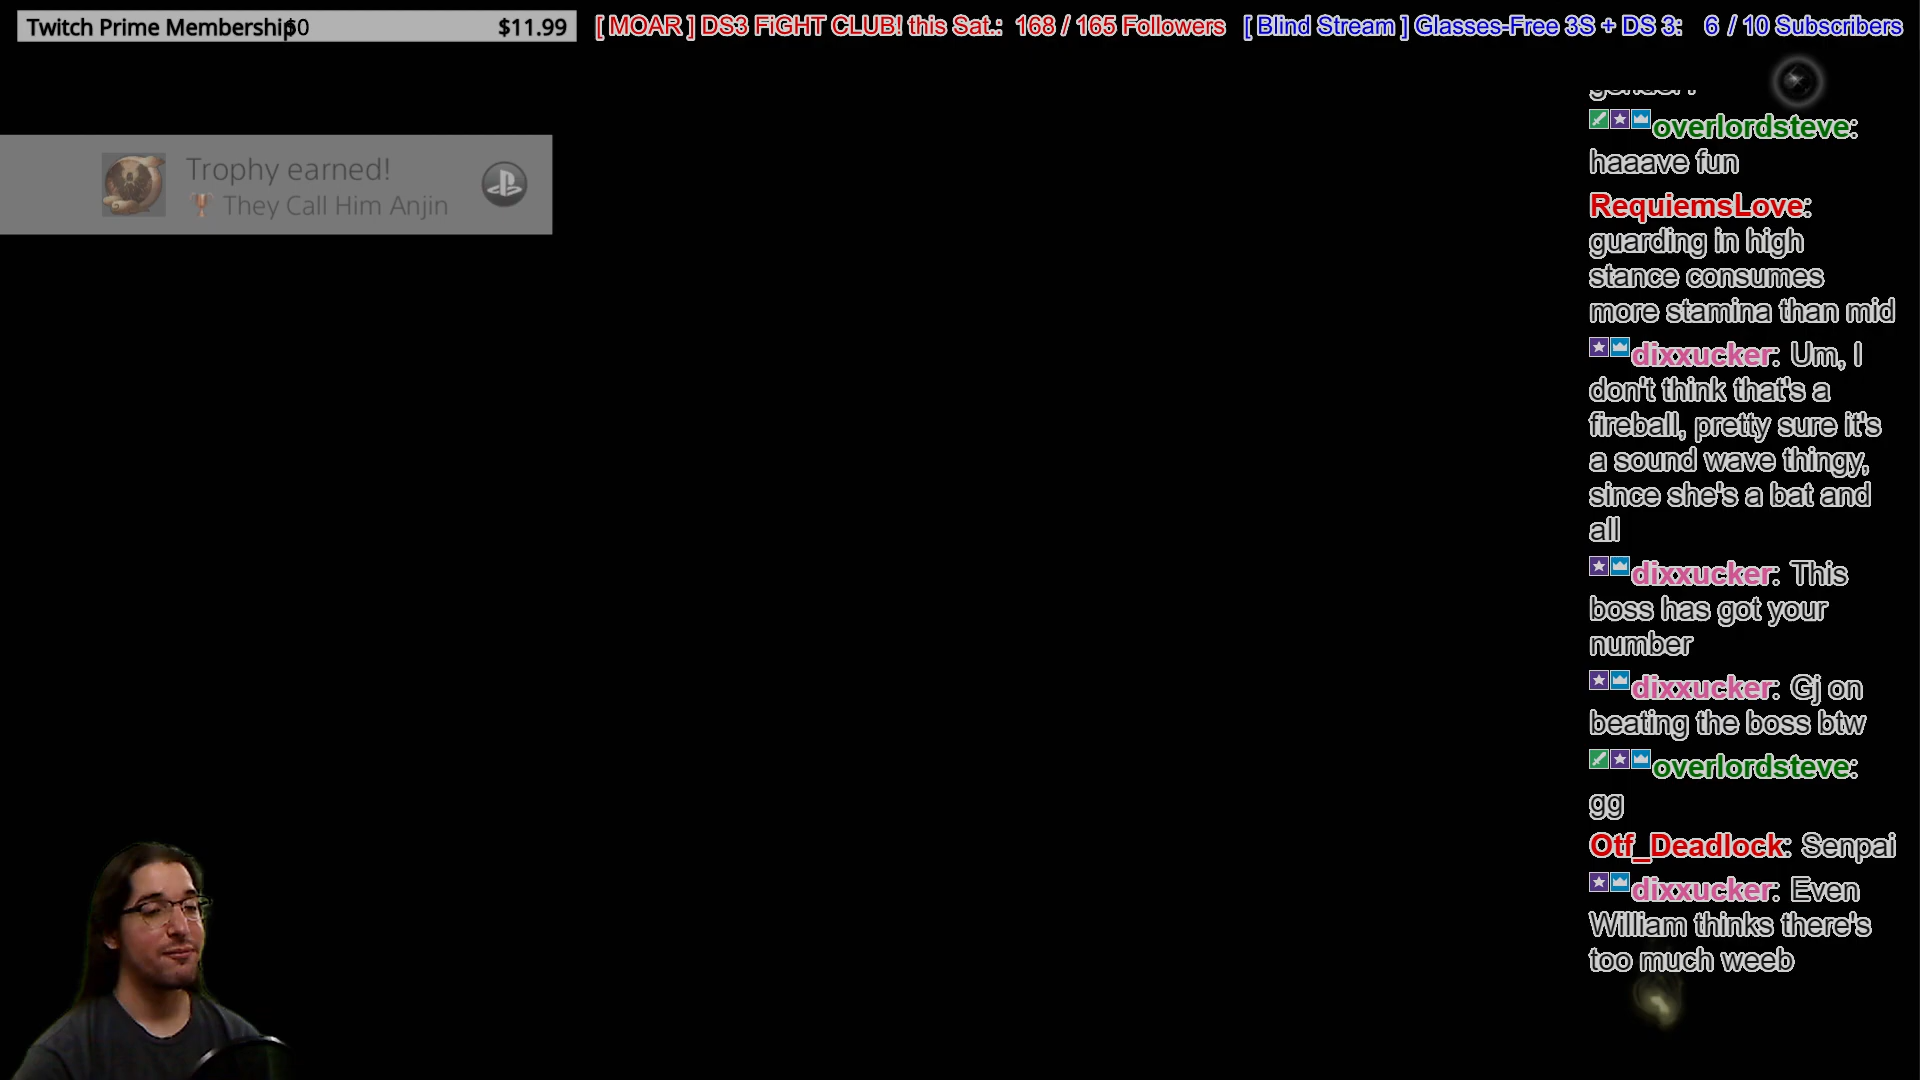 Twitch Prime Membership $0 $11.99
[ MOAR ] DS3 FiGHT CLUB! this Sat.: 168 / 165 Followers
[ Blind Stream ] Glasses-Free 3S + DS 3: 6 / 10 Subscribers
Trophy earned!
They Call Him Anjin
overlordsteve:
haaave fun
RequiemsLove:
guarding in high
stance consumes
more stamina than mid
dixxucker: Um, I
don't think that's a
fireball, pretty sure it's
a sound wave thingy,
since she's a bat and
all
dixxucker: This
boss has got your
number
dixxucker: Gj on
beating the boss btw
overlordsteve:
gg
Otf_Deadlock: Senpai
dixxucker: Even
William thinks there's
too much weeb